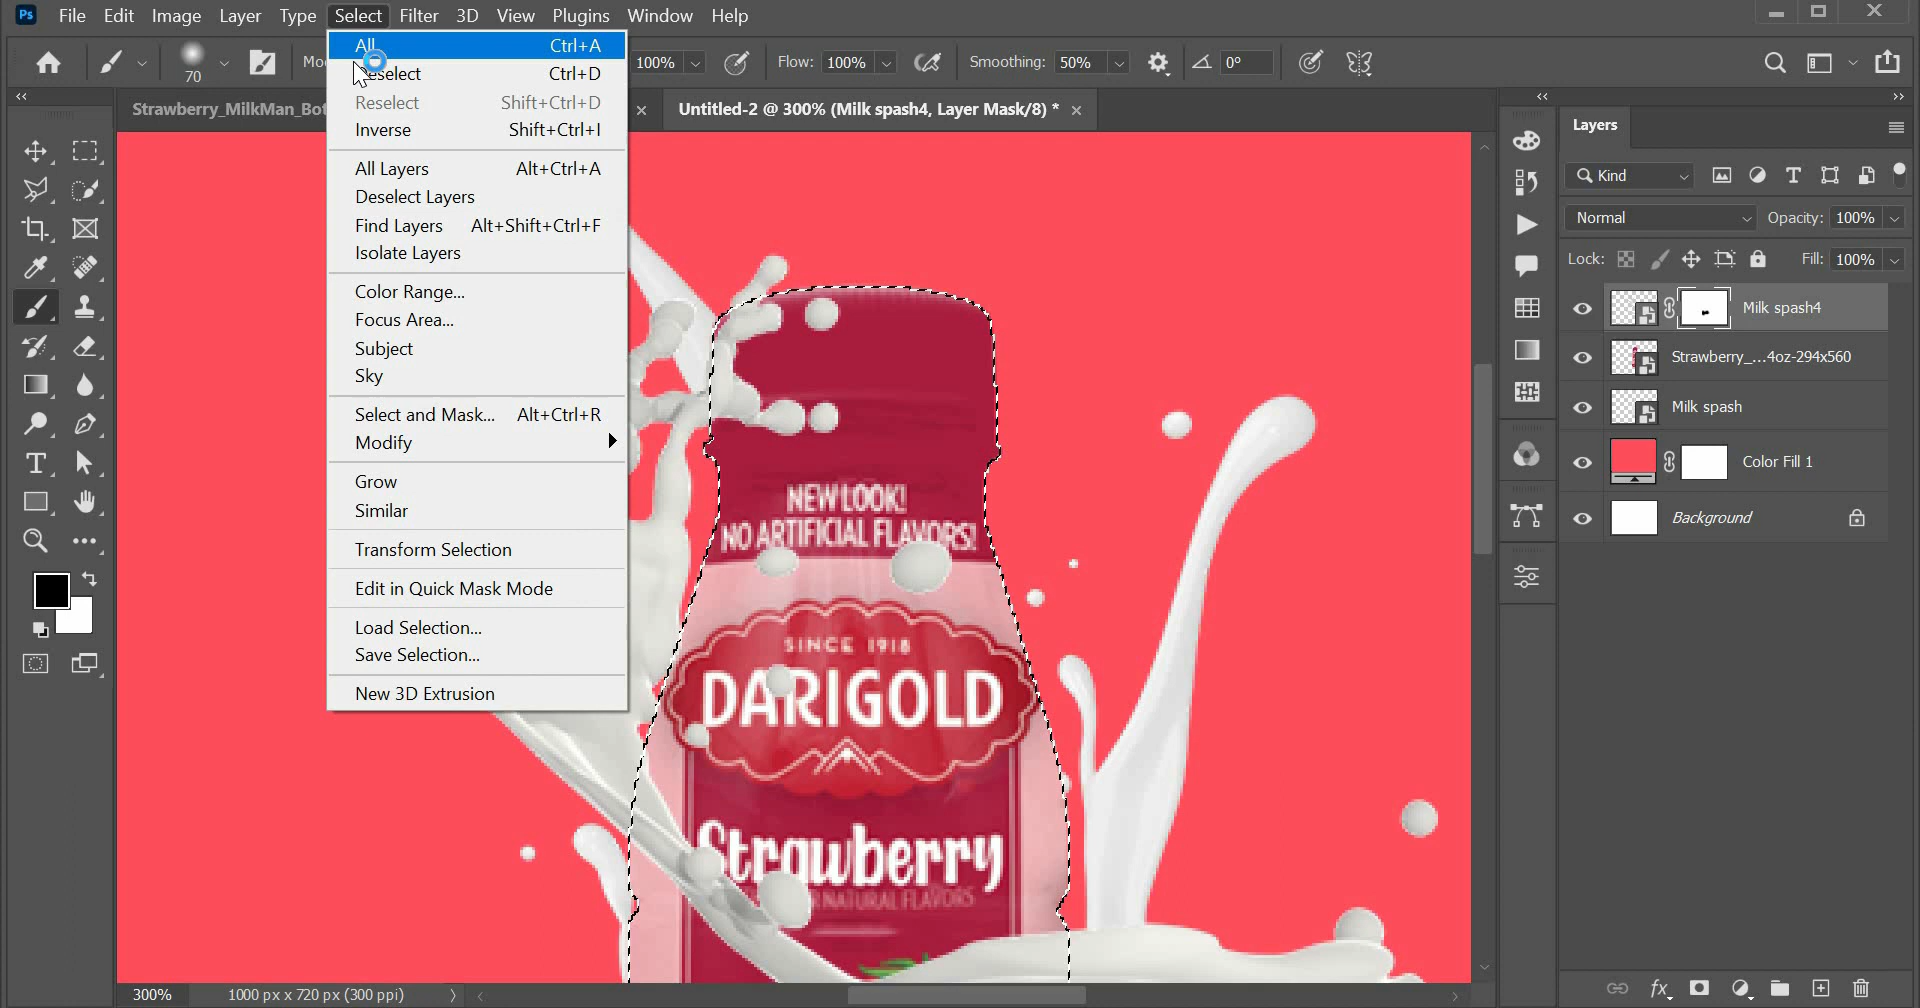 Ps File Edit Image Layer Type Select Filter 3D View Plugins Window Help
70
100%
Flow: 100%
Smoothing: 50%
0°
Strawberry_MilkMan_Bot
Untitled-2 @ 300% (Milk spash4, Layer Mask/8) *
All Ctrl+A
Deselect Ctrl+D
Reselect Shift+Ctrl+D
Inverse Shift+Ctrl+I
All Layers Alt+Ctrl+A
Deselect Layers
Find Layers Alt+Shift+Ctrl+F
Isolate Layers
Color Range...
Focus Area...
Subject
Sky
Select and Mask... Alt+Ctrl+R
Modify
Grow
Similar
Transform Selection
Edit in Quick Mask Mode
Load Selection...
Save Selection...
New 3D Extrusion
NEW LOOK!
NO ARTIFICIAL FLAVORS!
SINCE 1918
DARIGOLD
Strawberry
NATURAL FLAVORS
Layers
Kind
Normal
Opacity: 100%
Lock:
Fill: 100%
Milk spash4
Strawberry_...4oz-294x560
Milk spash
Color Fill 1
Background
300%
1000 px x 720 px (300 ppi)